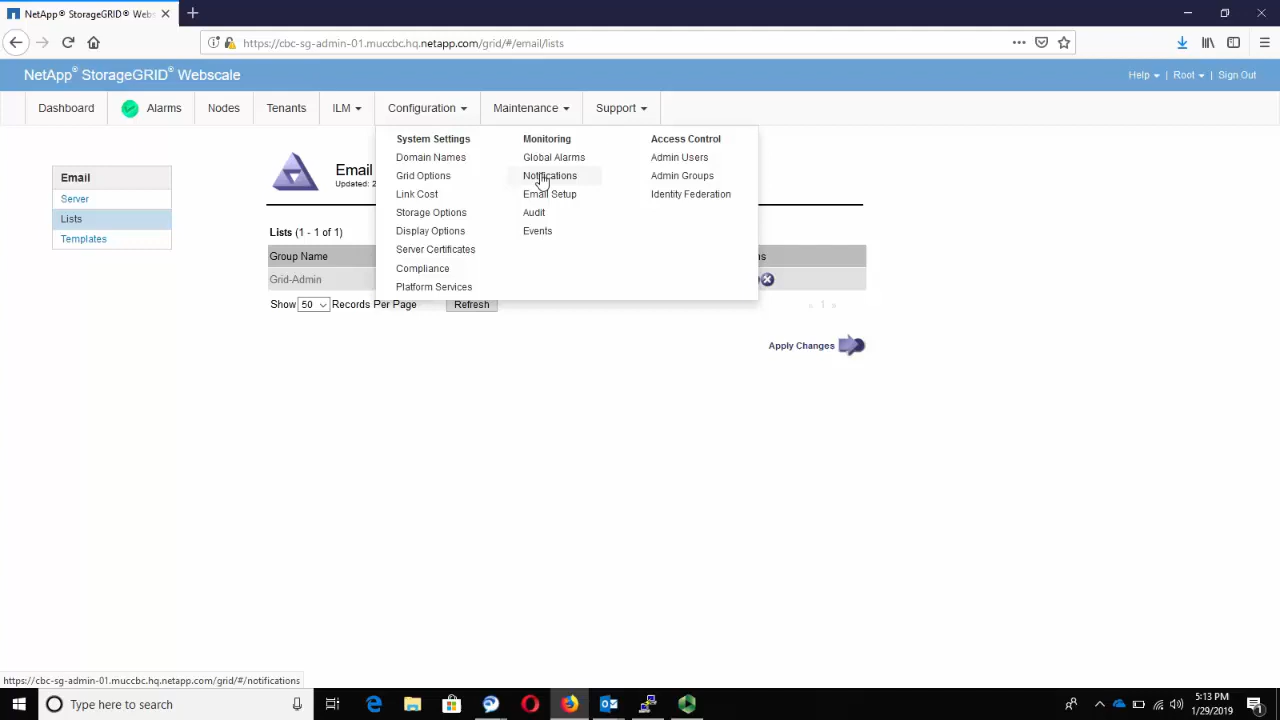 NetApp® StorageGRID® Webs
https://cbc-sg-admin-01.muccbc.hq.netapp.com/grid/#/email/lists
NetApp® StorageGRID® Webscale
Help
Root
Sign Out
Dashboard
Alarms
Nodes
Tenants
ILM
Configuration
Maintenance
Support
Email
Server
Lists
Templates
Email
Updated: 2
System Settings
Domain Names
Grid Options
Link Cost
Storage Options
Display Options
Server Certificates
Compliance
Platform Services
Monitoring
Global Alarms
Notifications
Email Setup
Audit
Events
Access Control
Admin Users
Admin Groups
Identity Federation
Lists (1 - 1 of 1)
Group Name
Grid-Admin
Show 50 Records Per Page Refresh
« 1 »
Apply Changes
https://cbc-sg-admin-01.muccbc.hq.netapp.com/grid/#/notifications
Type here to search
5:13 PM
1/29/2019
1